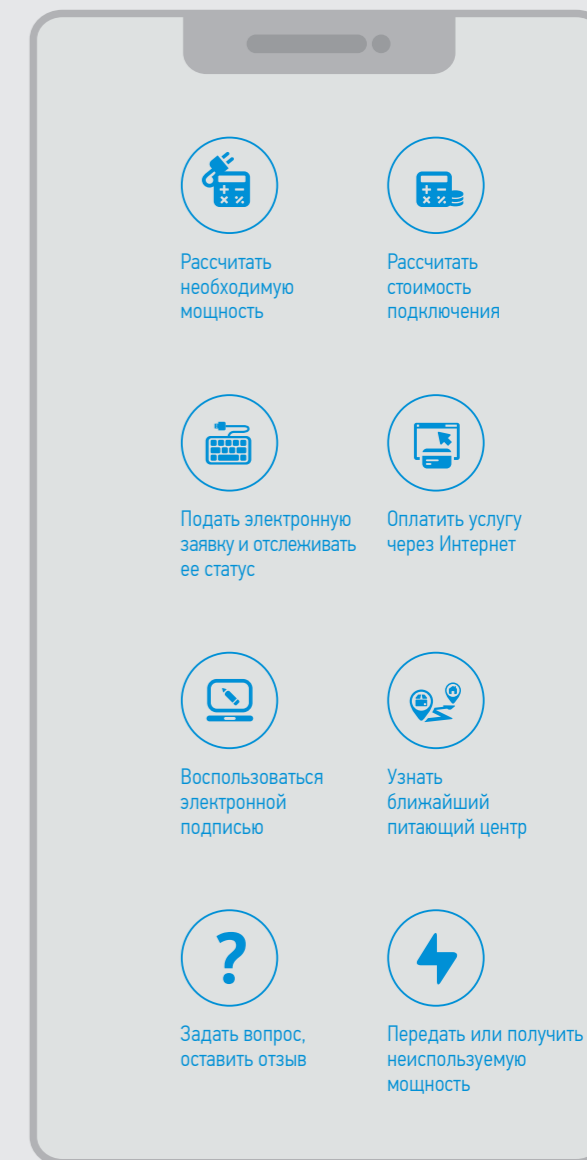 Рассчитать
необходимую
мощность
Рассчитать
стоимость
подключения
Подать электронную
заявку и отслеживать
ее статус
Оплатить услугу
через Интернет
Воспользоваться
электронной
подписью
Узнать
ближайший
питающий центр
Задать вопрос,
оставить отзыв
Передать или получить
неиспользуемую
мощность